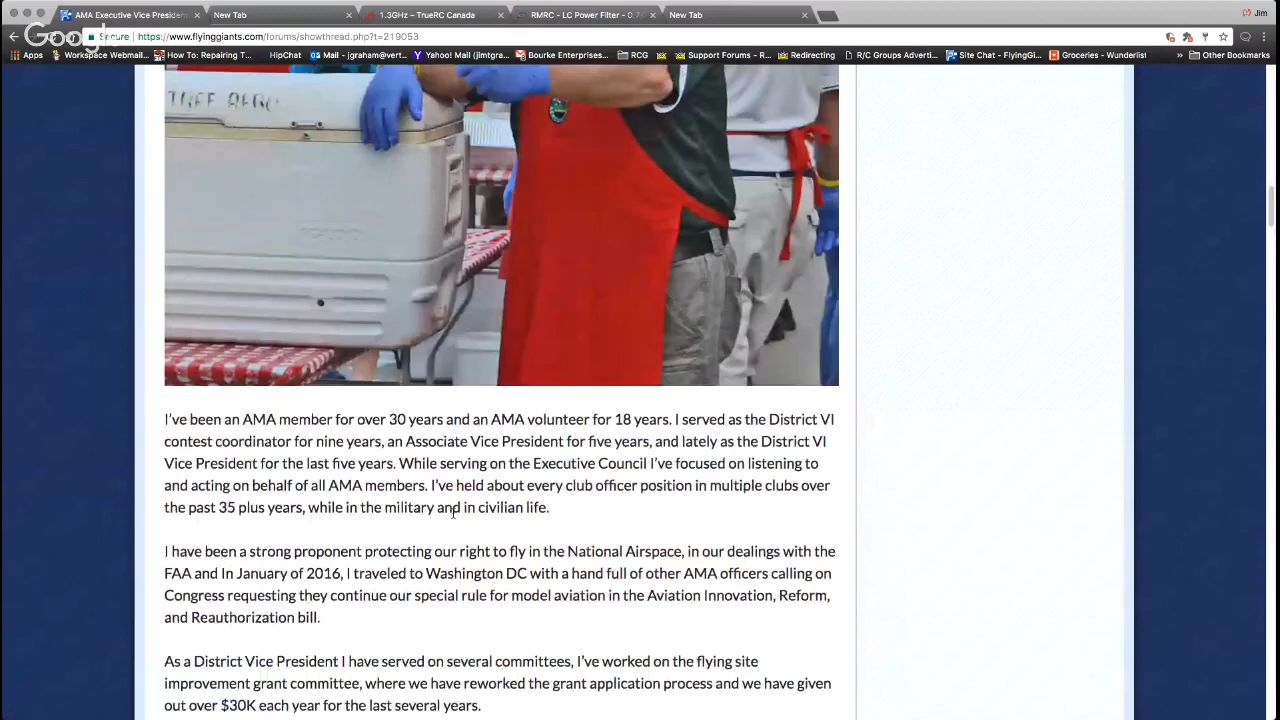 AMA Executive Vice President
New Tab
1.3GHz – TrueRC Canada
RMRC - LC Power Filter - 0.7
New Tab
Jim
Google
Secure
https://www.flyinggiants.com/forums/showthread.php?t=219053
Apps
Workspace Webmail...
How To: Repairing T...
HipChat
Mail - jgraham@vert...
Yahoo! Mail (jimtgra...
Bourke Enterprises...
RCG
Support Forums - R...
Redirecting
R/C Groups Adverti...
Site Chat - FlyingGi...
Groceries - Wunderlist
»
Other Bookmarks
TREE AERO
I've been an AMA member for over 30 years and an AMA volunteer for 18 years. I served as the District VI
contest coordinator for nine years, an Associate Vice President for five years, and lately as the District VI
Vice President for the last five years. While serving on the Executive Council I've focused on listening to
and acting on behalf of all AMA members. I've held about every club officer position in multiple clubs over
the past 35 plus years, while in the military and in civilian life.
I have been a strong proponent protecting our right to fly in the National Airspace, in our dealings with the
FAA and In January of 2016, I traveled to Washington DC with a hand full of other AMA officers calling on
Congress requesting they continue our special rule for model aviation in the Aviation Innovation, Reform,
and Reauthorization bill.
As a District Vice President I have served on several committees, I've worked on the flying site
improvement grant committee, where we have reworked the grant application process and we have given
out over $30K each year for the last several years.